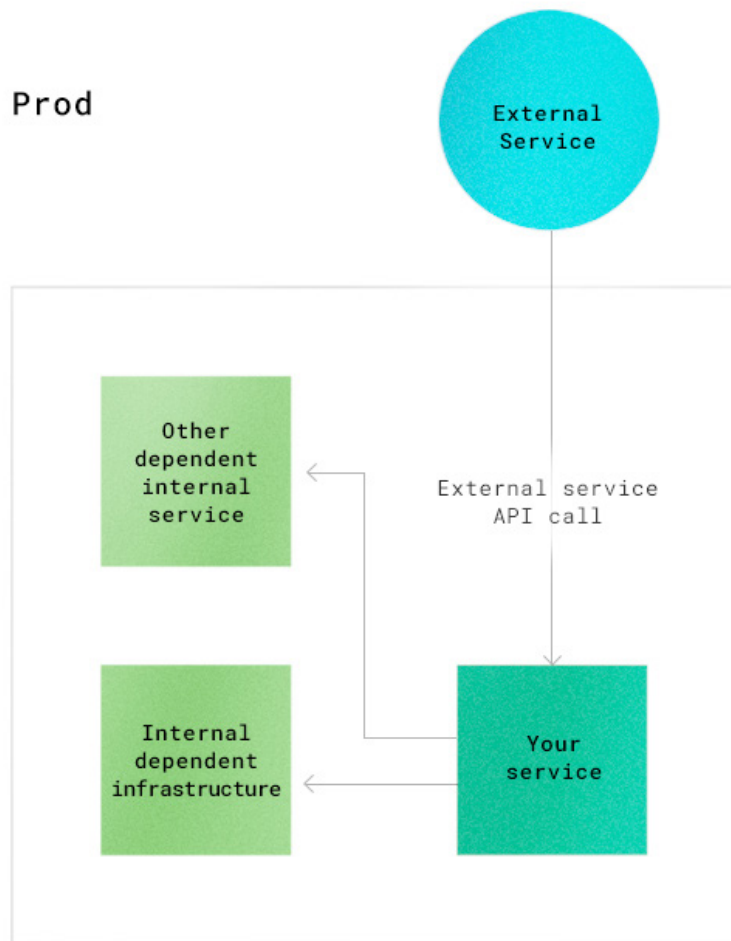 Prod
External
Service
Other
dependent
internal
service
External service
API call
Internal
dependent
infrastructure
Your
service